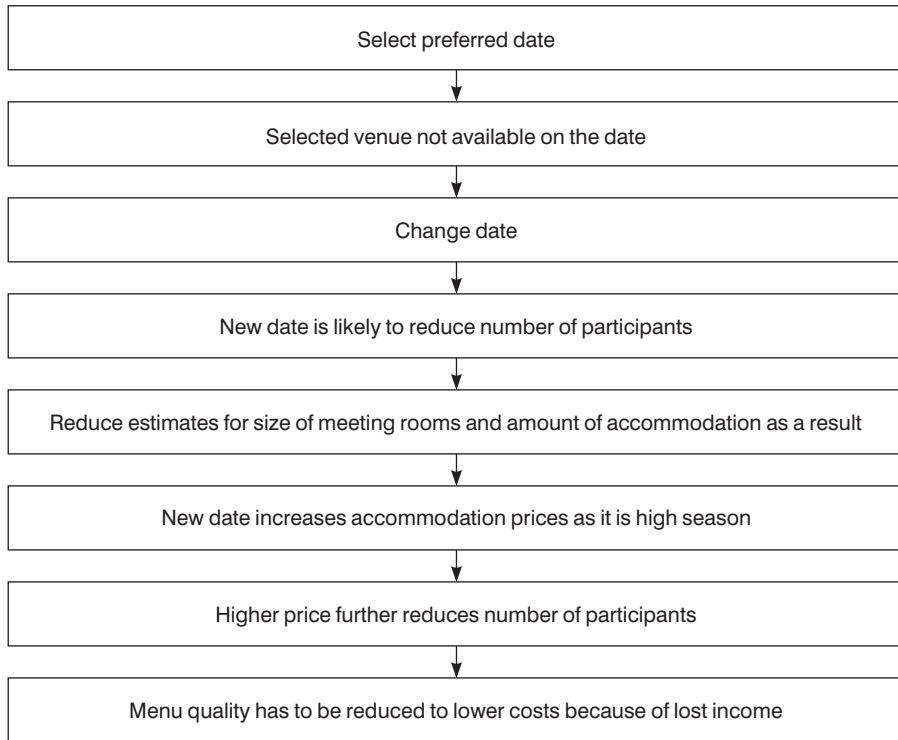 Select preferred date
Selected venue not available on the date
Change date
New date is likely to reduce number of participants
Reduce estimates for size of meeting rooms and amount of accommodation as a result
New date increases accommodation prices as it is high season
Higher price further reduces number of participants
Menu quality has to be reduced to lower costs because of lost income